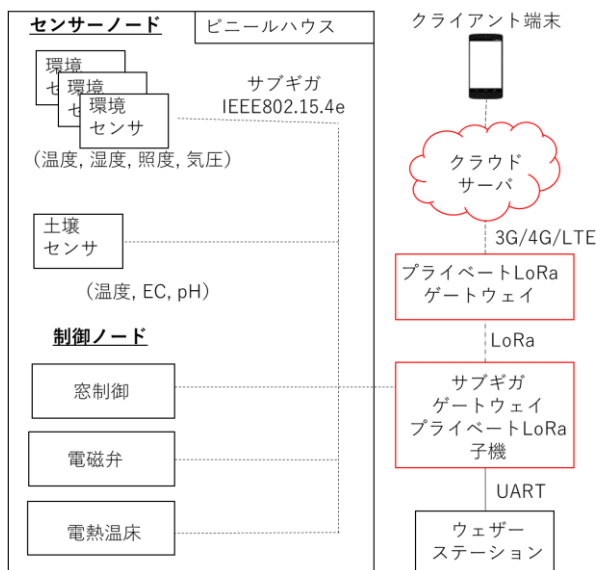 センサーノード
ビニールハウス
環境
セ
環境
セ
環境
センサ
(温度, 湿度, 照度, 気圧)
サブギガ
IEEE802.15.4e
土壌
センサ
(温度, EC, pH)
制御ノード
窓制御
電磁弁
電熱温床
クライアント端末
クラウド
サーバ
3G/4G/LTE
プライベートLoRa
ゲートウェイ
LoRa
サブギガ
ゲートウェイ
プライベートLoRa
子機
UART
ウェザー
ステーション